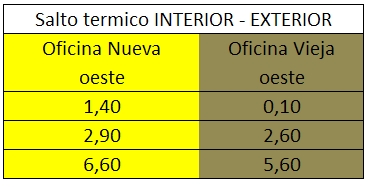 Salto termico INTERIOR - EXTERIOR
Oficina Nueva oeste Oficina Vieja oeste
1,40 0,10
2,90 2,60
6,60 5,60